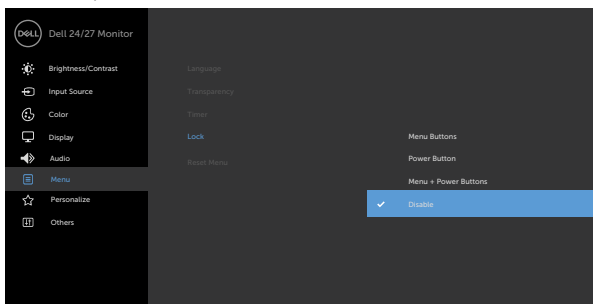 DELL Dell 24/27 Monitor
Brightness/Contrast
Input Source
Color
Display
Audio
Menu
Personalize
Others
Language
Transparency
Timer
Lock
Reset Menu
Menu Buttons
Power Button
Menu + Power Buttons
Disable